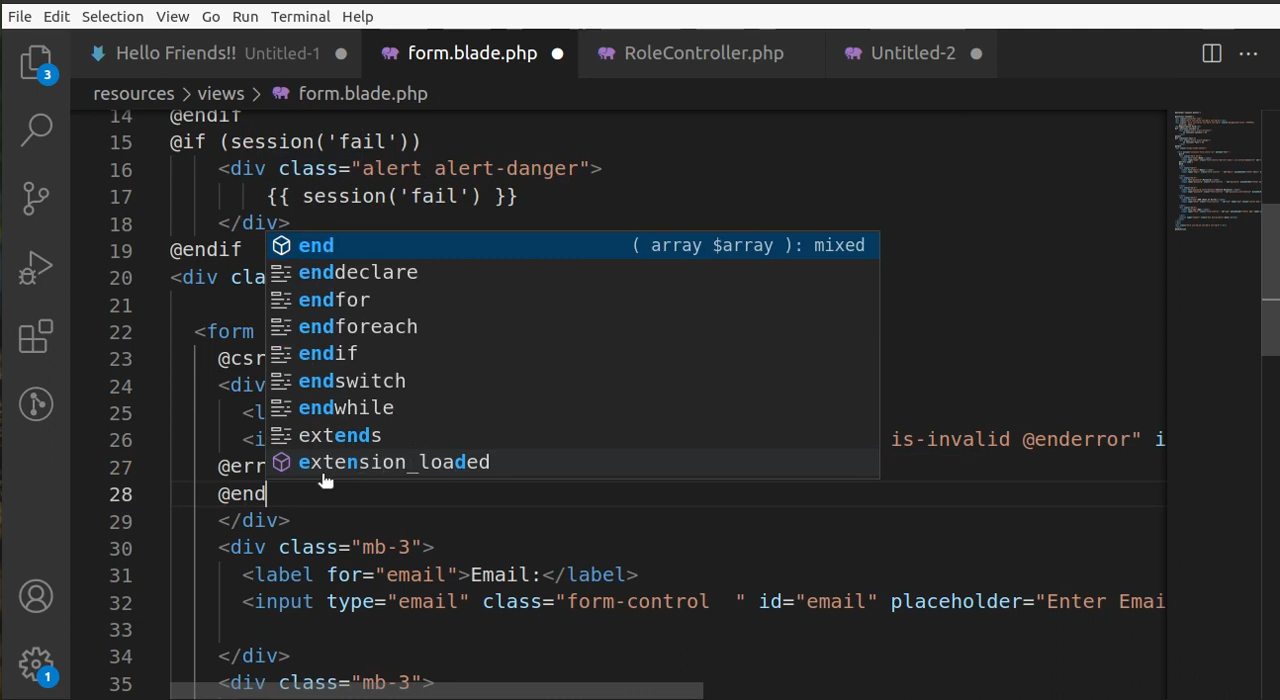 File Edit Selection View Go Run Terminal Help
Hello Friends!! Untitled-1 form.blade.php RoleController.php Untitled-2
3
resources > views > form.blade.php
14 @endif
15 @if (session('fail'))
16 <div class="alert alert-danger">
17 {{ session('fail') }}
18 </div>
19 @endif
20 <div cla
21
22 <form
23 @csr
24 <div
25 <l
26 <i is-invalid @enderror" i
27 @err
28 @end
end ( array $array ): mixed
enddeclare
endfor
endforeach
endif
endswitch
endwhile
extends
extension_loaded
29 </div>
30 <div class="mb-3">
31 <label for="email">Email:</label>
32 <input type="email" class="form-control  " id="email" placeholder="Enter Emai
33
34 </div>
35 <div class="mb-3">
1